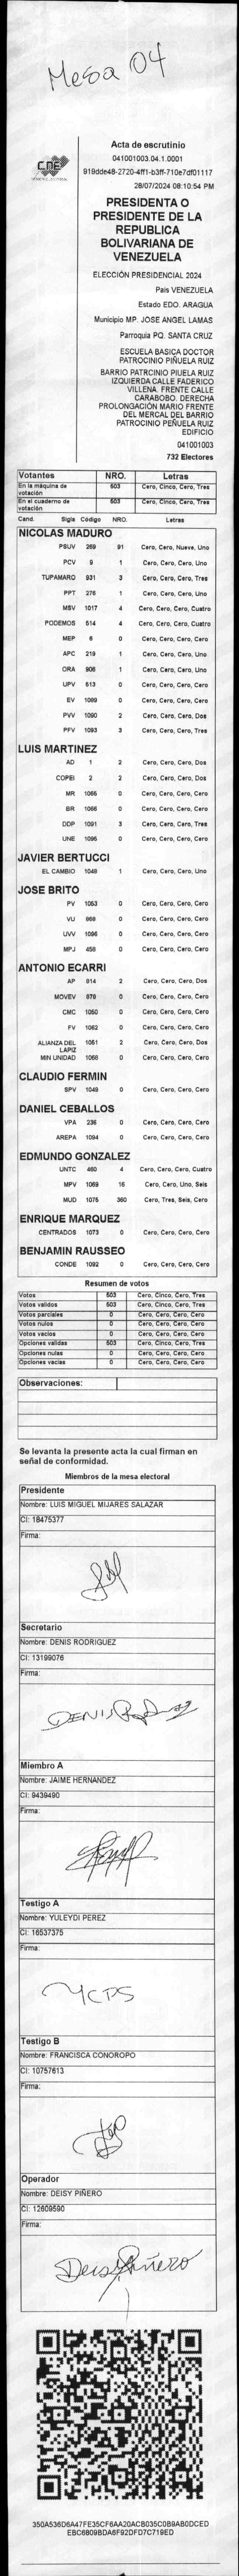 Mesa 04
CNE
Acta de escrutinio
041001003.04.1.0001
919dde48-2720-4ff1-b3ff-710e7df01117
28/07/2024 08:10:54 PM
PRESIDENTA O
PRESIDENTE DE LA
REPUBLICA
BOLIVARIANA DE
VENEZUELA
ELECCIÓN PRESIDENCIAL 2024
Pais VENEZUELA
Estado EDO. ARAGUA
Municipio MP. JOSE ANGEL LAMAS
Parroquia PQ. SANTA CRUZ
ESCUELA BASICA DOCTOR
PATROCINIO PIÑUELA RUIZ
BARRIO PATRCINIO PIUELA RUIZ
IZQUIERDA CALLE FADERICO
VILLENA. FRENTE CALLE
CARABOBO. DERECHA
PROLONGACIÓN MARIO FRENTE
DEL MERCAL DEL BARRIO
PATROCINIO PEÑUELA RUIZ
EDIFICIO
041001003
732 Electores
Votantes NRO. Letras
En la máquina de votación 503 Cero, Cinco, Cero, Tres
En el cuaderno de votación 503 Cero, Cinco, Cero, Tres
Cand. Sigla Código NRO. Letras
NICOLAS MADURO
PSUV 269 91 Cero, Cero, Nueve, Uno
PCV 9 1 Cero, Cero, Cero, Uno
TUPAMARO 931 3 Cero, Cero, Cero, Tres
PPT 276 1 Cero, Cero, Cero, Uno
MSV 1017 4 Cero, Cero, Cero, Cuatro
PODEMOS 514 4 Cero, Cero, Cero, Cuatro
MEP 6 0 Cero, Cero, Cero, Cero
APC 219 1 Cero, Cero, Cero, Uno
ORA 906 1 Cero, Cero, Cero, Uno
UPV 513 0 Cero, Cero, Cero, Cero
EV 1089 0 Cero, Cero, Cero, Cero
PVV 1090 2 Cero, Cero, Cero, Dos
PFV 1093 3 Cero, Cero, Cero, Tres
LUIS MARTINEZ
AD 1 2 Cero, Cero, Cero, Dos
COPEI 2 2 Cero, Cero, Cero, Dos
MR 1065 0 Cero, Cero, Cero, Cero
BR 1086 0 Cero, Cero, Cero, Cero
DDP 1091 3 Cero, Cero, Cero, Tres
UNE 1095 0 Cero, Cero, Cero, Cero
JAVIER BERTUCCI
EL CAMBIO 1048 1 Cero, Cero, Cero, Uno
JOSE BRITO
PV 1053 0 Cero, Cero, Cero, Cero
VU 868 0 Cero, Cero, Cero, Cero
UVV 1096 0 Cero, Cero, Cero, Cero
MPJ 458 0 Cero, Cero, Cero, Cero
ANTONIO ECARRI
AP 814 2 Cero, Cero, Cero, Dos
MOVEV 878 0 Cero, Cero, Cero, Cero
CMC 1050 0 Cero, Cero, Cero, Cero
FV 1062 0 Cero, Cero, Cero, Cero
ALIANZA DEL LAPIZ 1051 2 Cero, Cero, Cero, Dos
MIN UNIDAD 1068 0 Cero, Cero, Cero, Cero
CLAUDIO FERMIN
SPV 1049 0 Cero, Cero, Cero, Cero
DANIEL CEBALLOS
VPA 236 0 Cero, Cero, Cero, Cero
AREPA 1094 0 Cero, Cero, Cero, Cero
EDMUNDO GONZALEZ
UNTC 460 4 Cero, Cero, Cero, Cuatro
MPV 1069 16 Cero, Cero, Uno, Seis
MUD 1075 360 Cero, Tres, Seis, Cero
ENRIQUE MARQUEZ
CENTRADOS 1073 0 Cero, Cero, Cero, Cero
BENJAMIN RAUSSEO
CONDE 1092 0 Cero, Cero, Cero, Cero
Resumen de votos
Votos 503 Cero, Cinco, Cero, Tres
Votos validos 503 Cero, Cinco, Cero, Tres
Votos parciales 0 Cero, Cero, Cero, Cero
Votos nulos 0 Cero, Cero, Cero, Cero
Votos vacios 0 Cero, Cero, Cero, Cero
Opciones validas 503 Cero, Cinco, Cero, Tres
Opciones nulas 0 Cero, Cero, Cero, Cero
Opciones vacias 0 Cero, Cero, Cero, Cero
Observaciones:
Se levanta la presente acta la cual firman en
señal de conformidad.
Miembros de la mesa electoral
Presidente
Nombre: LUIS MIGUEL MIJARES SALAZAR
CI: 18475377
Firma:
Secretario
Nombre: DENIS RODRIGUEZ
CI: 13199076
Firma:
Miembro A
Nombre: JAIME HERNANDEZ
CI: 9439490
Firma:
Testigo A
Nombre: YULEYDI PEREZ
CI: 16537375
Firma:
Testigo B
Nombre: FRANCISCA CONOROPO
CI: 10757613
Firma:
Operador
Nombre: DEISY PIÑERO
CI: 12609590
Firma:
Deisy Piñero
350A536D6A47FE35CF6AA20ACB035C0B9AB0DCED
EBC6809BDA6F92DFD7C719ED